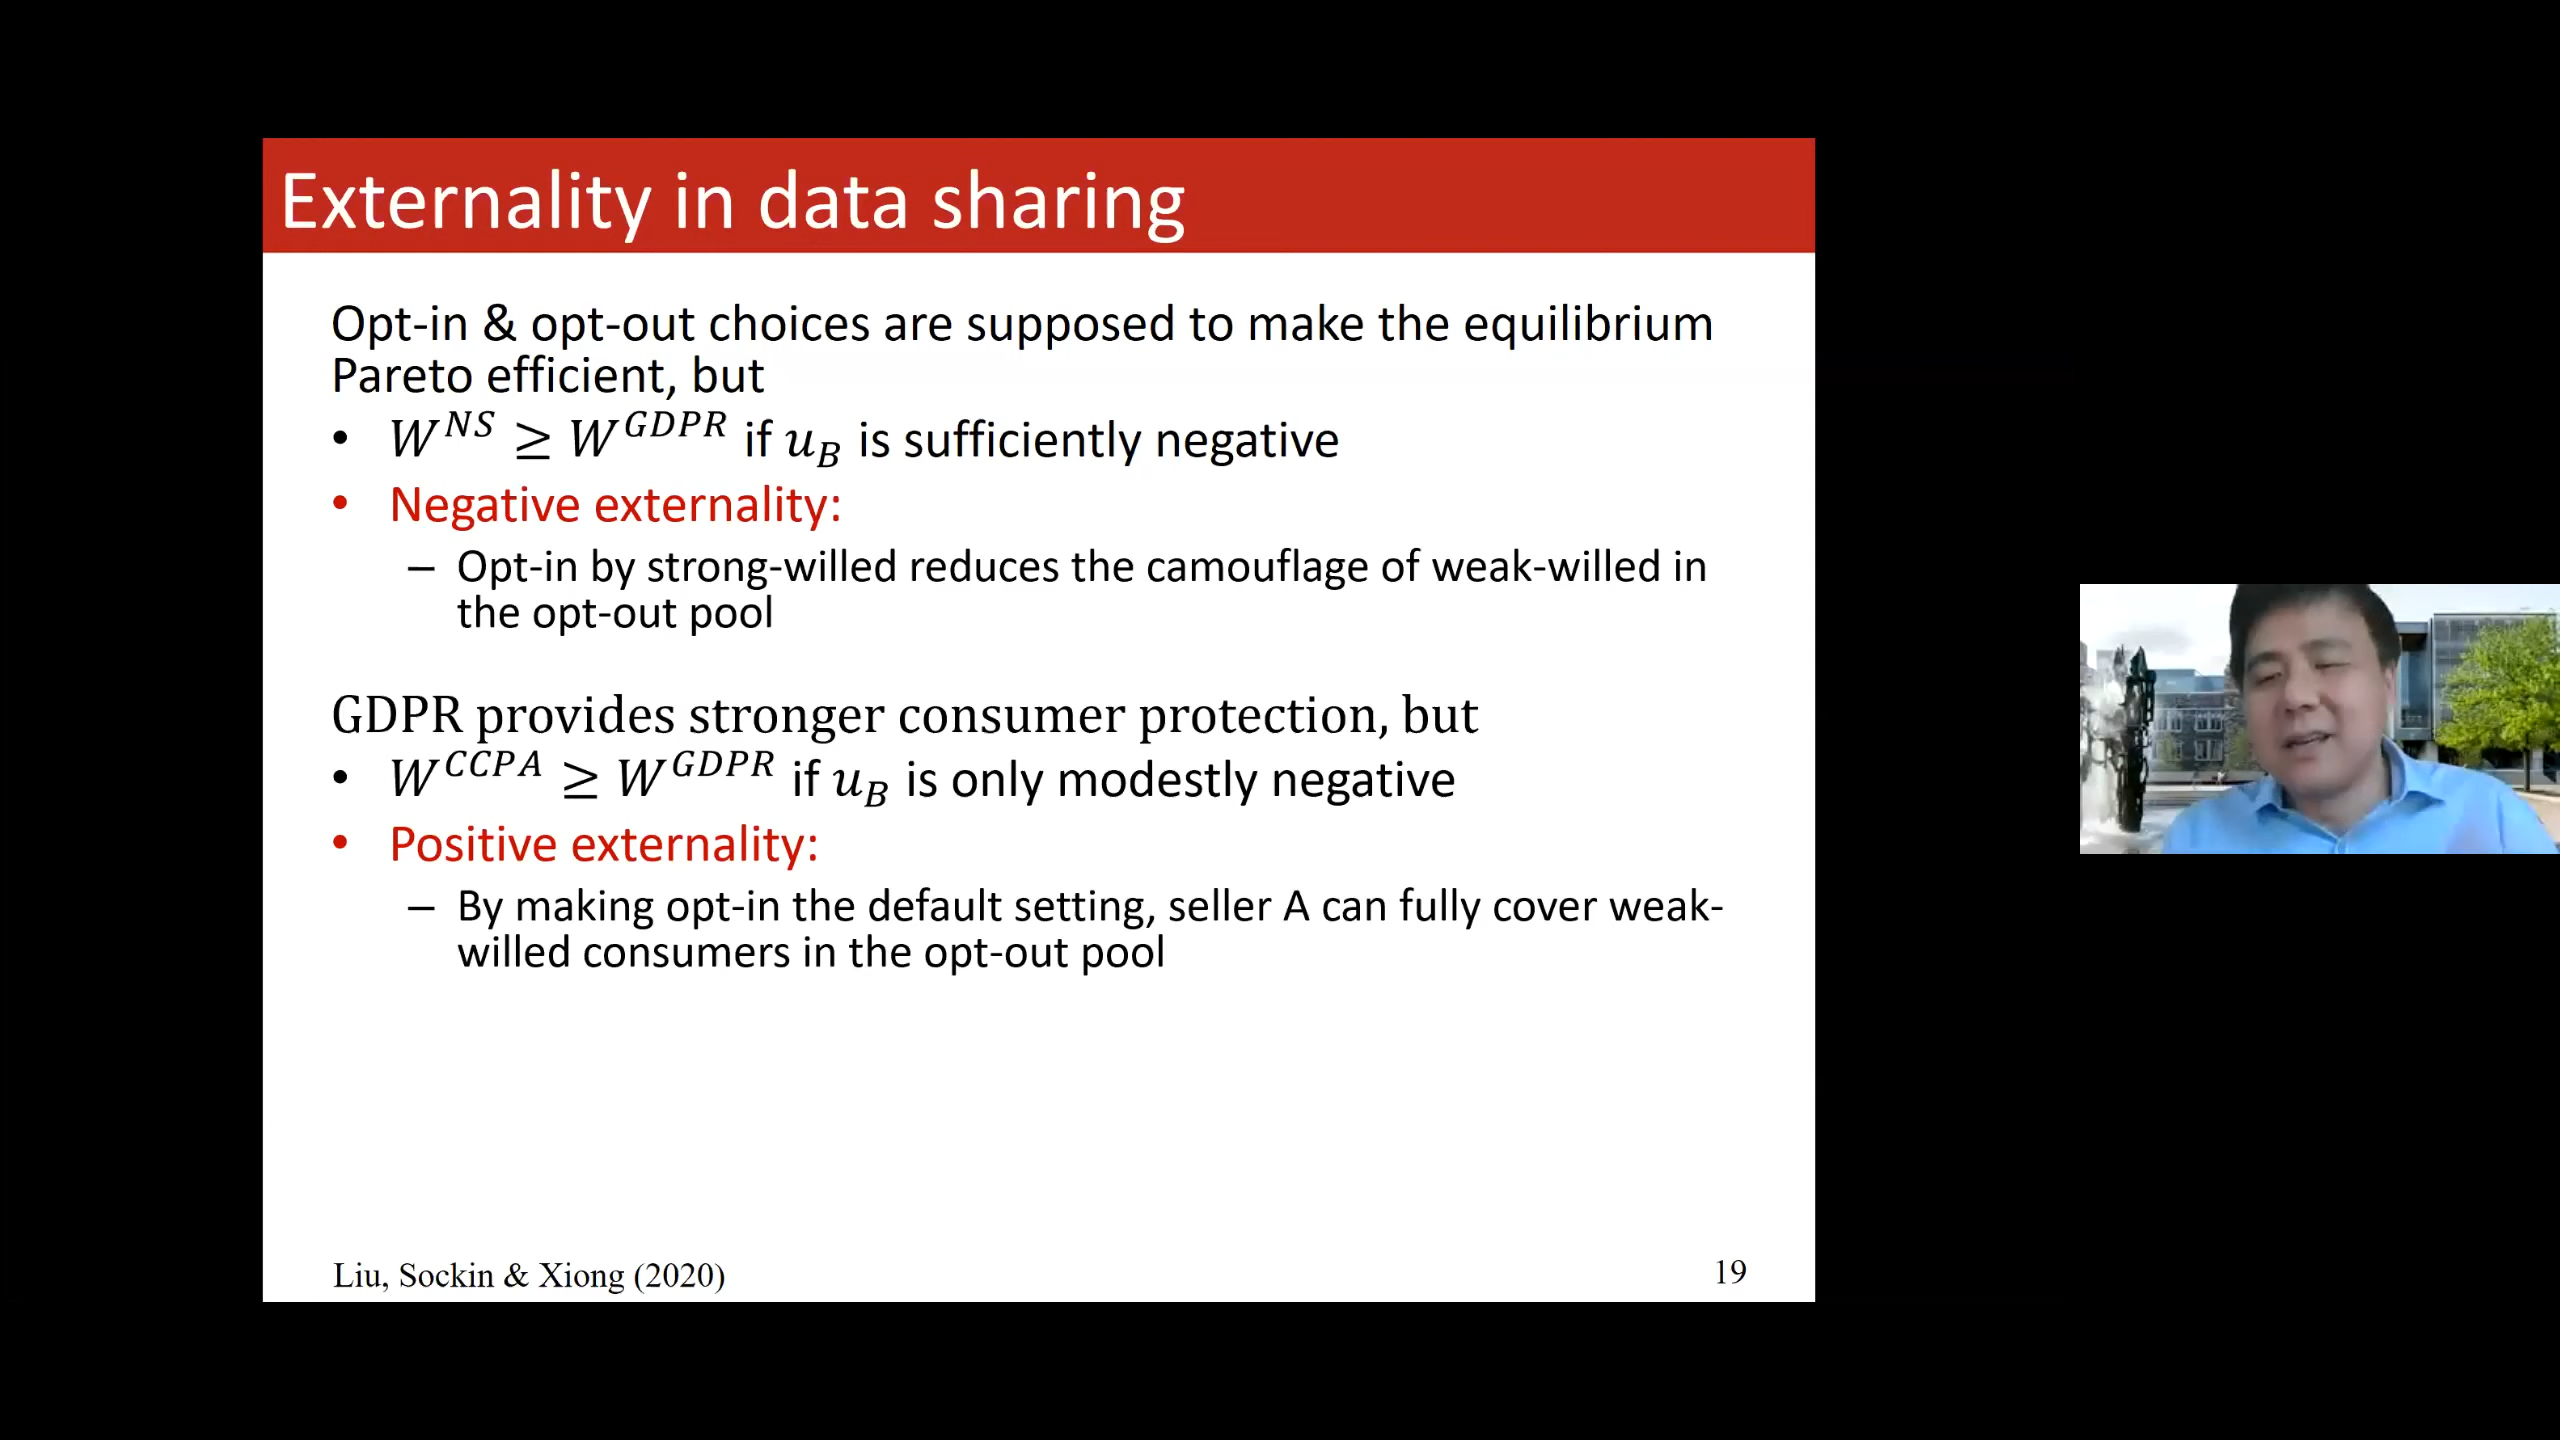 Externality in data sharing
Opt-in & opt-out choices are supposed to make the equilibrium
Pareto efficient, but
• W^NS ≥ W^GDPR if u_B is sufficiently negative
• Negative externality:
– Opt-in by strong-willed reduces the camouflage of weak-willed in
the opt-out pool
GDPR provides stronger consumer protection, but
• W^CCPA ≥ W^GDPR if u_B is only modestly negative
• Positive externality:
– By making opt-in the default setting, seller A can fully cover weak-
willed consumers in the opt-out pool
Liu, Sockin & Xiong (2020)
19